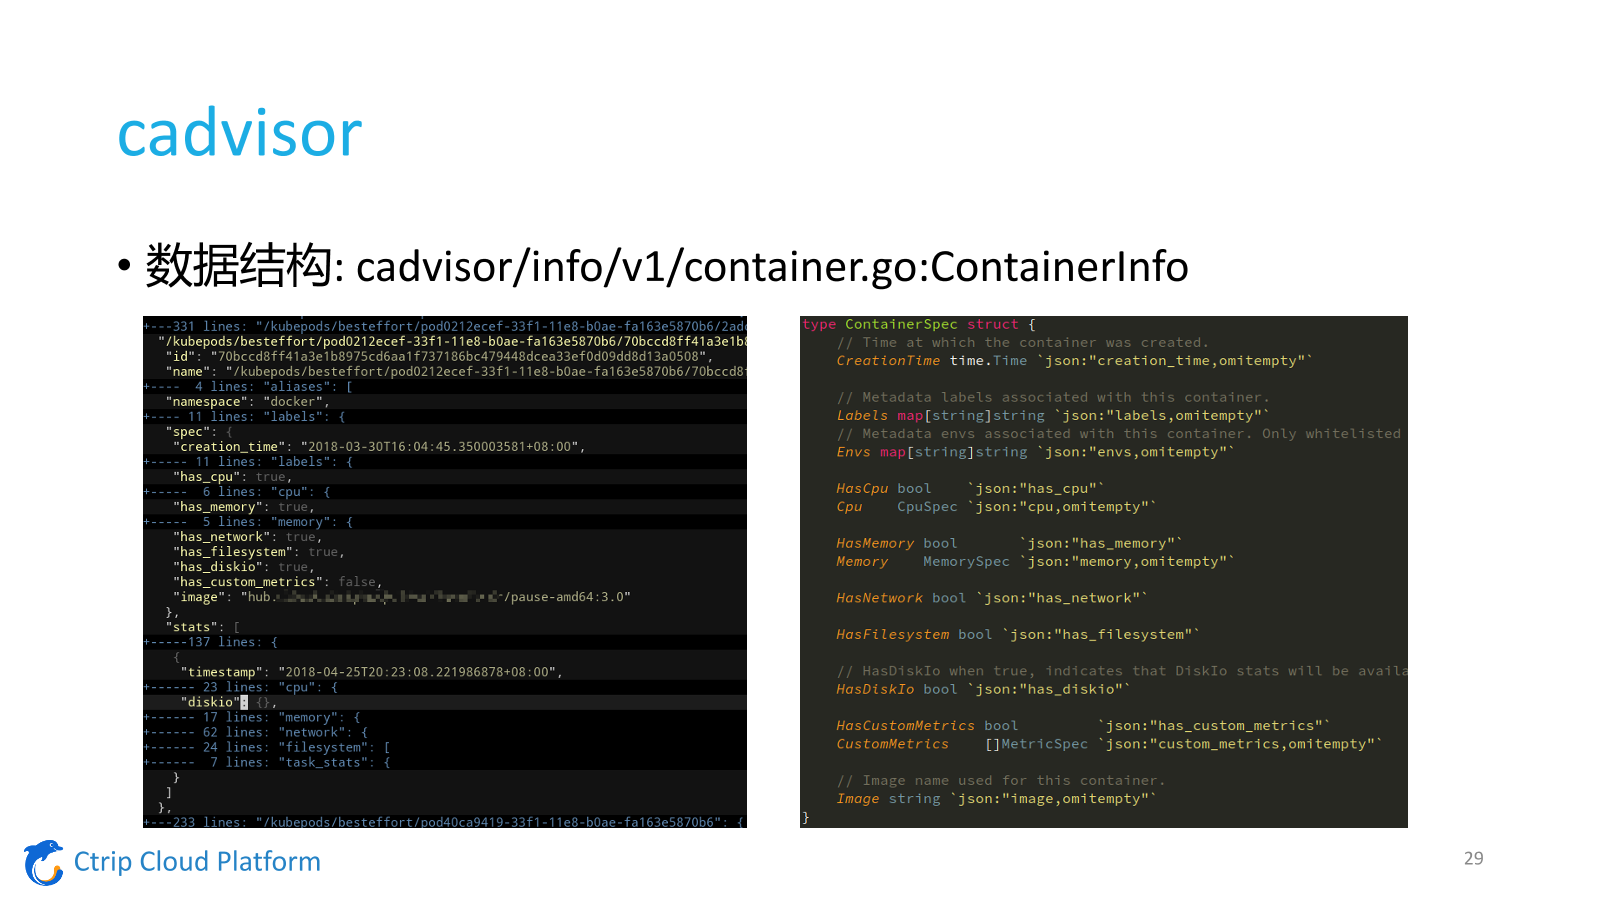 cadvisor
• 数据结构: cadvisor/info/v1/container.go:ContainerInfo
+---331 lines: "/kubepods/besteffort/pod0212ecef-33f1-11e8-b0ae-fa163e5870b6/2ad
"/kubepods/besteffort/pod0212ecef-33f1-11e8-b0ae-fa163e5870b6/70bccd8ff41a3e1b8
"id": "70bccd8ff41a3e1b8975cd6aa1f737186bc479448dcea33ef0d09dd8d13a0508",
"name": "/kubepods/besteffort/pod0212ecef-33f1-11e8-b0ae-fa163e5870b6/70bccd8f
+---- 4 lines: "aliases": [
"namespace": "docker",
+---- 11 lines: "labels": {
"spec": {
"creation_time": "2018-03-30T16:04:45.350003581+08:00",
+----- 11 lines: "labels": {
"has_cpu": true,
+----- 6 lines: "cpu": {
"has_memory": true,
+----- 5 lines: "memory": {
"has_network": true,
"has_filesystem": true,
"has_diskio": true,
"has_custom_metrics": false,
"image": "hub. /pause-amd64:3.0"
},
"stats": [
+-----137 lines: {
{
"timestamp": "2018-04-25T20:23:08.221986878+08:00",
+------ 23 lines: "cpu": {
"diskio": {},
+------ 17 lines: "memory": {
+------ 62 lines: "network": {
+------ 24 lines: "filesystem": [
+------ 7 lines: "task_stats": {
}
]
},
+---233 lines: "/kubepods/besteffort/pod40ca9419-33f1-11e8-b0ae-fa163e5870b6": {
type ContainerSpec struct {
// Time at which the container was created.
CreationTime time.Time `json:"creation_time,omitempty"`
// Metadata labels associated with this container.
Labels map[string]string `json:"labels,omitempty"`
// Metadata envs associated with this container. Only whitelisted
Envs map[string]string `json:"envs,omitempty"`
HasCpu bool `json:"has_cpu"`
Cpu CpuSpec `json:"cpu,omitempty"`
HasMemory bool `json:"has_memory"`
Memory MemorySpec `json:"memory,omitempty"`
HasNetwork bool `json:"has_network"`
HasFilesystem bool `json:"has_filesystem"`
// HasDiskIo when true, indicates that DiskIo stats will be availa
HasDiskIo bool `json:"has_diskio"`
HasCustomMetrics bool `json:"has_custom_metrics"`
CustomMetrics []MetricSpec `json:"custom_metrics,omitempty"`
// Image name used for this container.
Image string `json:"image,omitempty"`
}
Ctrip Cloud Platform
29